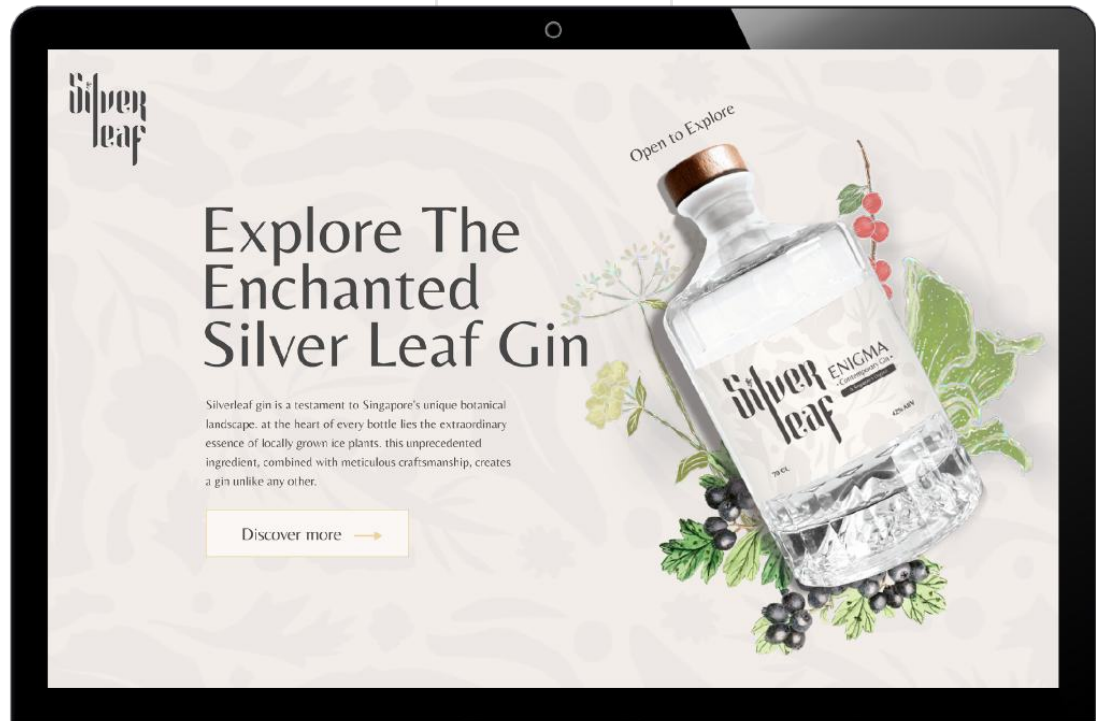 Silver
leaf
Open to Explore
Explore The
Enchanted
Silver Leaf Gin
Silverleaf gin is a testament to Singapore's unique botanical
landscape. at the heart of every bottle lies the extraordinary
essence of locally grown ice plants. this unprecedented
ingredient, combined with meticulous craftsmanship, creates
a gin unlike any other.
Discover more
Silver
leaf
ENIGMA
Contemporary Gin
42% ABV
70 CL